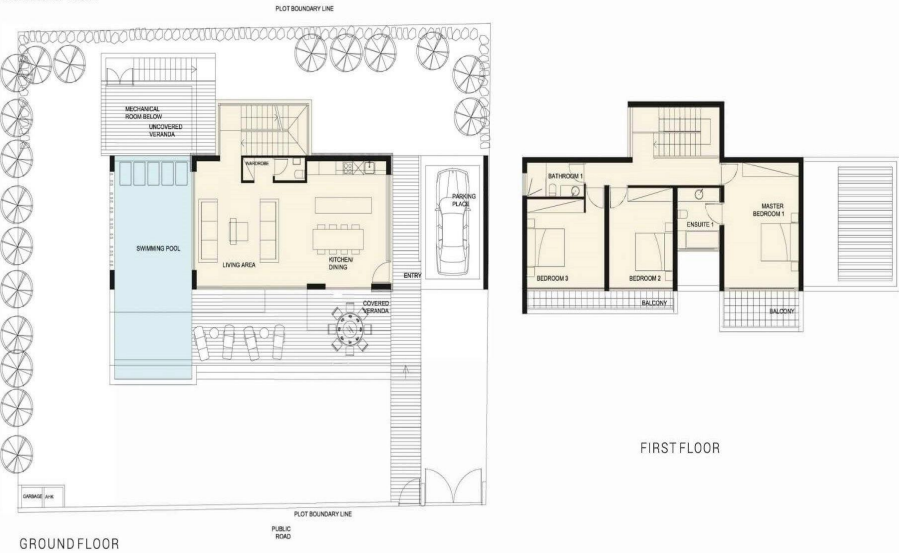 PLOT BOUNDARY LINE
MECHANICAL
ROOM BELOW
UNCOVERED
VERANDA
WARDROBE
PARKING
PLACE
SWIMMING POOL
LIVING AREA
KITCHEN/
DINING
ENTRY
COVERED
VERANDA
GARBAGE
PLOT BOUNDARY LINE
PUBLIC
ROAD
GROUND FLOOR
BATHROOM 1
MASTER
BEDROOM 1
ENSUITE 1
BEDROOM 3
BEDROOM 2
BALCONY
BALCONY
FIRST FLOOR